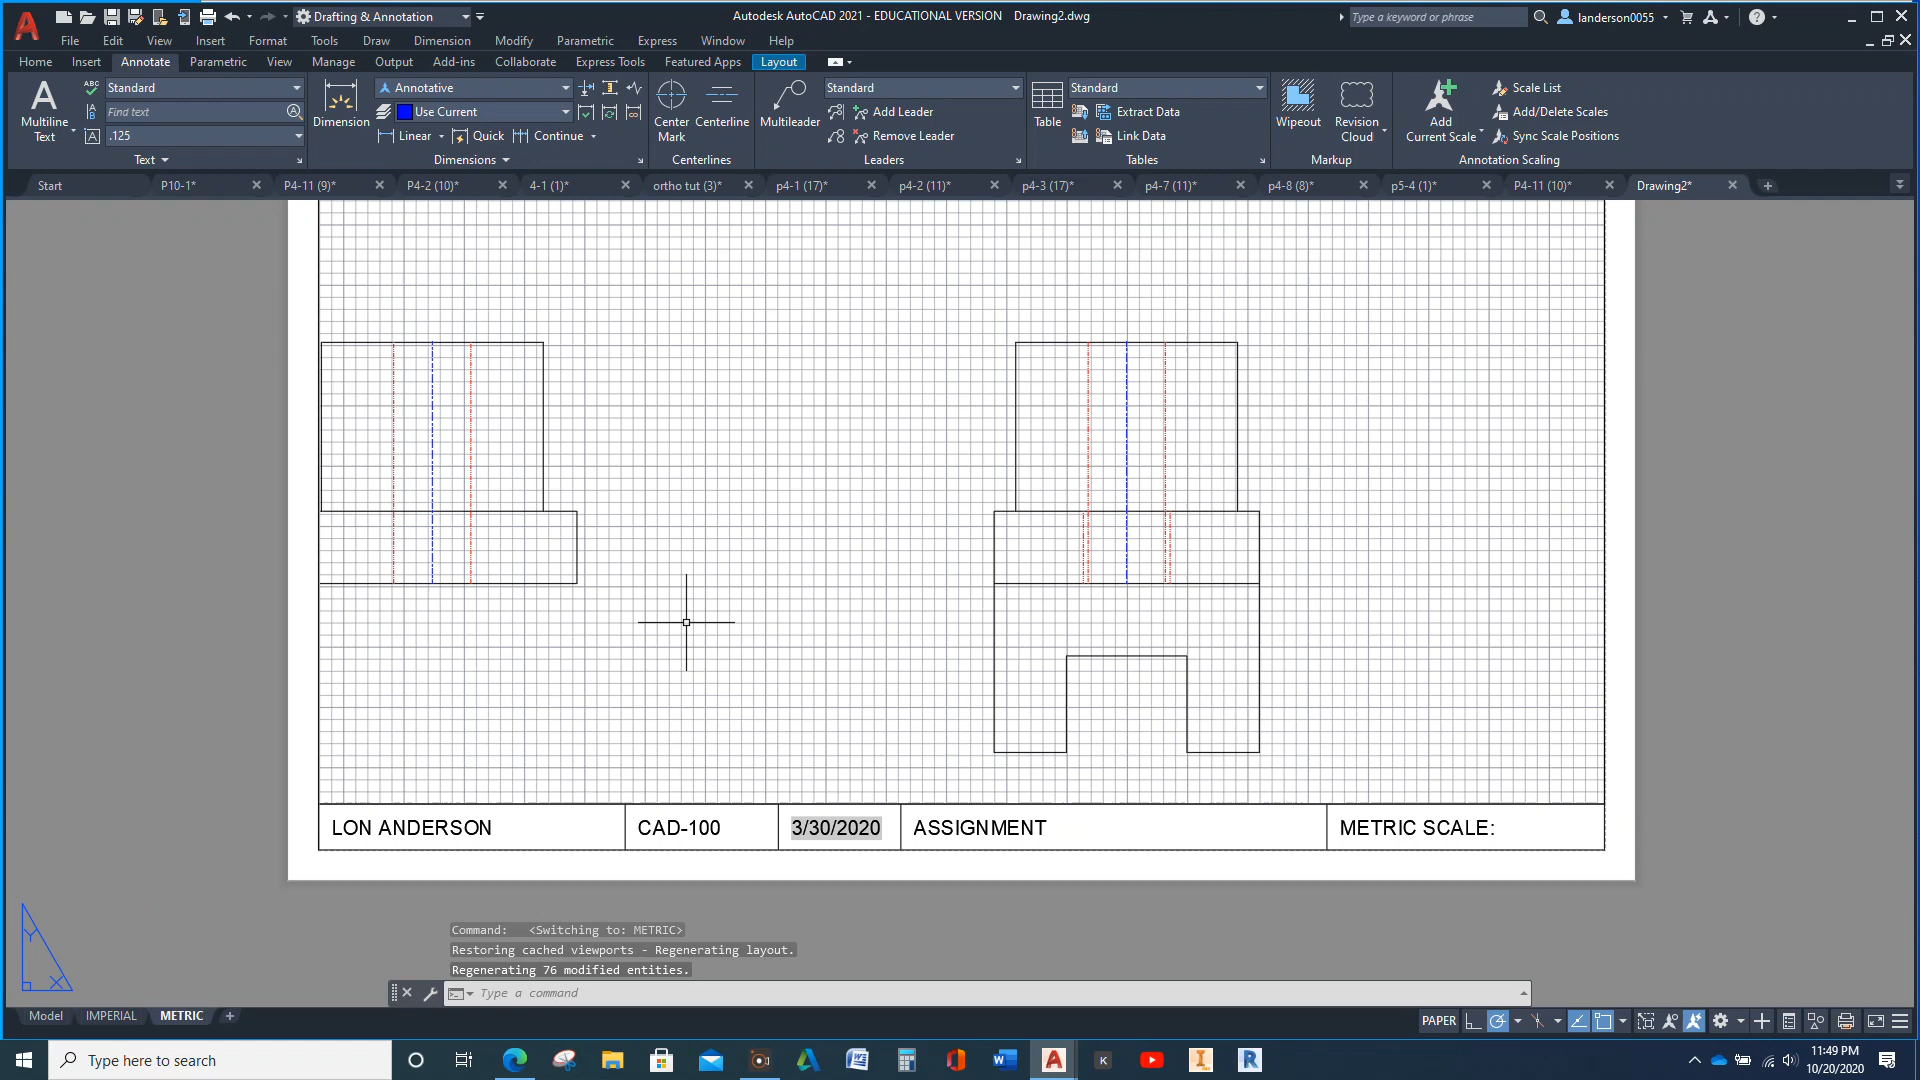 Drafting & Annotation
Autodesk AutoCAD 2021 - EDUCATIONAL VERSION Drawing2.dwg
Type a keyword or phrase
landerson0055
File Edit View Insert Format Tools Draw Dimension Modify Parametric Express Window Help
Home Insert Annotate Parametric View Manage Output Add-ins Collaborate Express Tools Featured Apps Layout
Multiline Text
ABC
Standard
Find text
.125
Text
Dimension
Annotative
Use Current
Linear Quick Continue
Dimensions
Center Mark
Centerline
Centerlines
Multileader
Standard
Add Leader
Remove Leader
Leaders
Table
Standard
Extract Data
Link Data
Tables
Wipeout
Revision Cloud
Markup
Add Current Scale
Scale List
Add/Delete Scales
Sync Scale Positions
Annotation Scaling
Start P10-1* P4-11 (9)* P4-2 (10)* 4-1 (1)* ortho tut (3)* p4-1 (17)* p4-2 (11)* p4-3 (17)* p4-7 (11)* p4-8 (8)* p5-4 (1)* P4-11 (10)* Drawing2*
LON ANDERSON CAD-100 3/30/2020 ASSIGNMENT METRIC SCALE:
Y
X
Command: <Switching to: METRIC>
Restoring cached viewports - Regenerating layout.
Regenerating 76 modified entities.
Type a command
Model IMPERIAL METRIC
PAPER
Type here to search
11:49 PM
10/20/2020